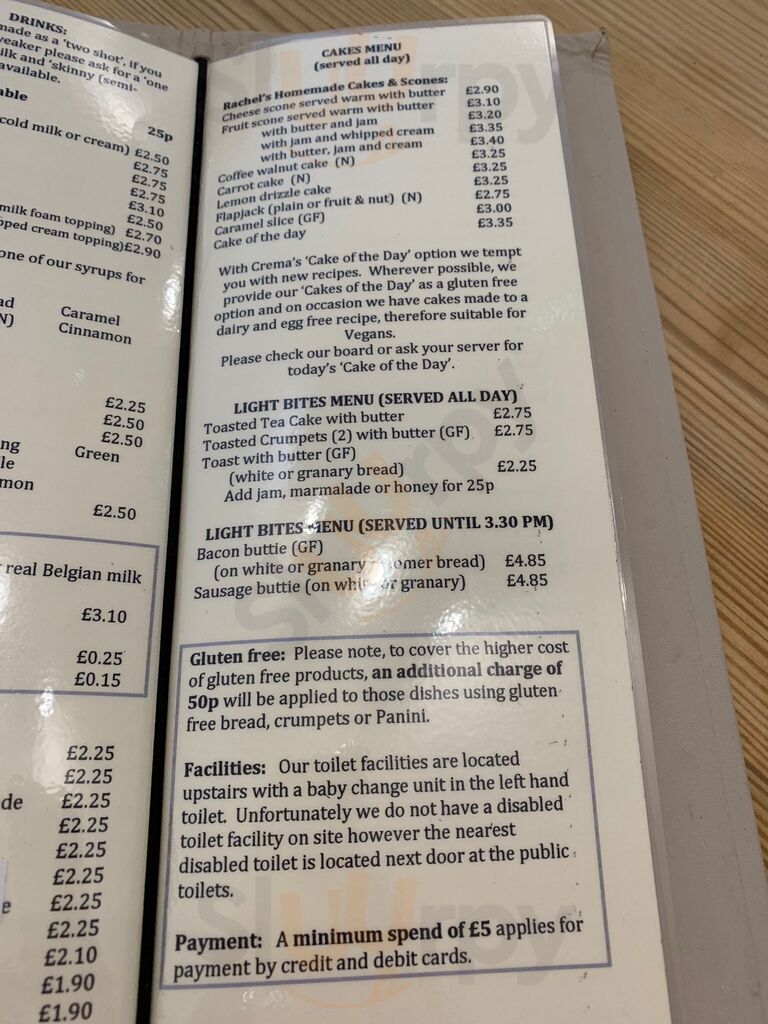 DRINKS:
made as a 'two shot', if you
weaker please ask for a 'one
milk and 'skinny (semi-
available.
able
25p
cold milk or cream) £2.50
£2.75
£2.75
£2.75
£3.10
£2.50
milk foam topping) £2.70
pped cream topping)£2.90
one of our syrups for
ad Caramel
N) Cinnamon
£2.25
£2.50
£2.50
ng Green
le
mon
£2.50
real Belgian milk
£3.10
£0.25
£0.15
£2.25
£2.25
de £2.25
£2.25
£2.25
£2.25
e £2.25
£2.25
£2.10
£1.90
£1.90
CAKES MENU
(served all day)
Rachel's Homemade Cakes & Scones:
Cheese scone served warm with butter £2.90
Fruit scone served warm with butter £3.10
with butter and jam £3.20
with jam and whipped cream £3.35
with butter, jam and cream £3.40
Coffee walnut cake (N) £3.25
Carrot cake (N) £3.25
Lemon drizzle cake £3.25
Flapjack (plain or fruit & nut) (N) £2.75
Caramel slice (GF) £3.00
Cake of the day £3.35
With Crema's 'Cake of the Day' option we tempt
you with new recipes. Wherever possible, we
provide our 'Cakes of the Day' as a gluten free
option and on occasion we have cakes made to a
dairy and egg free recipe, therefore suitable for
Vegans.
Please check our board or ask your server for
today's 'Cake of the Day'.
LIGHT BITES MENU (SERVED ALL DAY)
Toasted Tea Cake with butter £2.75
Toasted Crumpets (2) with butter (GF) £2.75
Toast with butter (GF)
(white or granary bread) £2.25
Add jam, marmalade or honey for 25p
LIGHT BITES MENU (SERVED UNTIL 3.30 PM)
Bacon buttie (GF)
(on white or granary bread) £4.85
Sausage buttie (on white or granary) £4.85
Gluten free: Please note, to cover the higher cost
of gluten free products, an additional charge of
50p will be applied to those dishes using gluten
free bread, crumpets or Panini.
Facilities: Our toilet facilities are located
upstairs with a baby change unit in the left hand
toilet. Unfortunately we do not have a disabled
toilet facility on site however the nearest
disabled toilet is located next door at the public
toilets.
Payment: A minimum spend of £5 applies for
payment by credit and debit cards.
Slurrpy
Slurrpy
Slurrpy